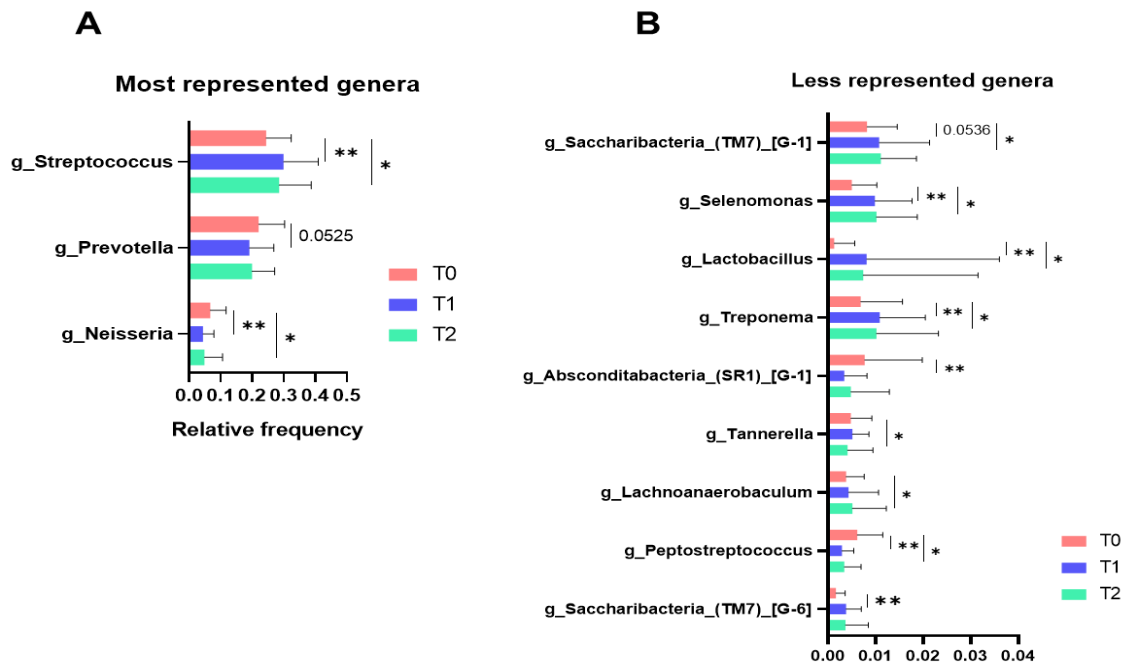 A
Most represented genera
g_Streptococcus
** *
g_Prevotella
0.0525
g_Neisseria
** *
T0
T1
T2
0.0 0.1 0.2 0.3 0.4 0.5
Relative frequency
B
Less represented genera
g_Saccharibacteria_(TM7)_[G-1]
0.0536 *
g_Selenomonas
** *
g_Lactobacillus
** *
g_Treponema
** *
g_Absconditabacteria_(SR1)_[G-1]
**
g_Tannerella
*
g_Lachnoanaerobaculum
*
g_Peptostreptococcus
** *
g_Saccharibacteria_(TM7)_[G-6]
**
T0
T1
T2
0.00 0.01 0.02 0.03 0.04